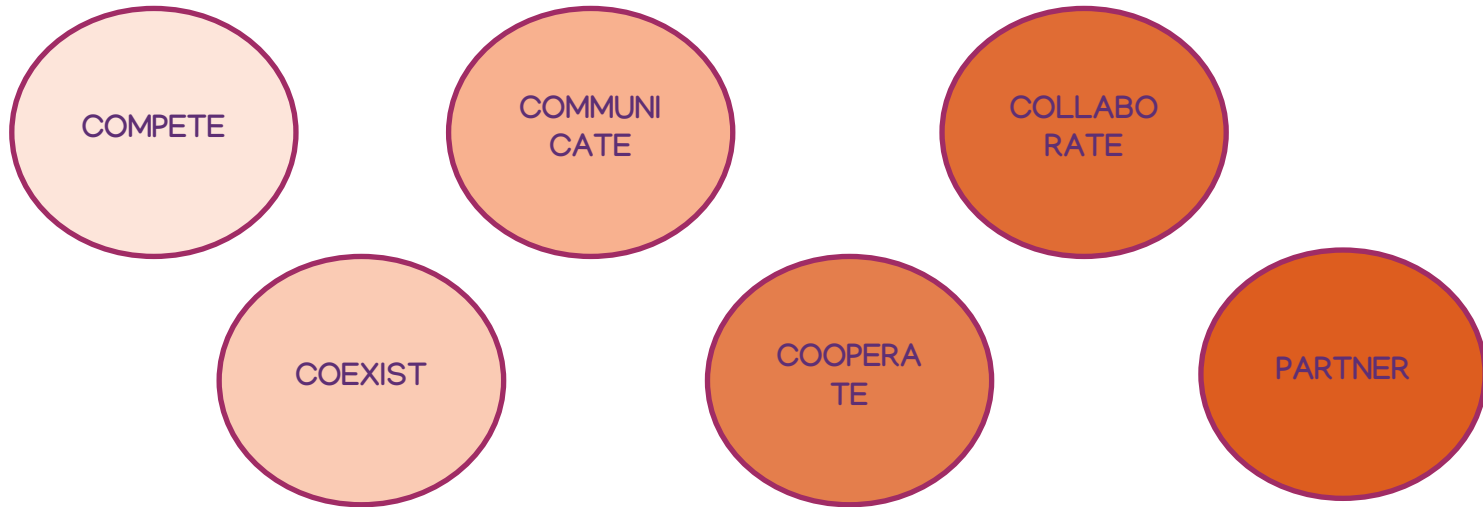 COMPETE
COMMUNI
CATE
COLLABO
RATE
COEXIST
COOPERA
TE
PARTNER